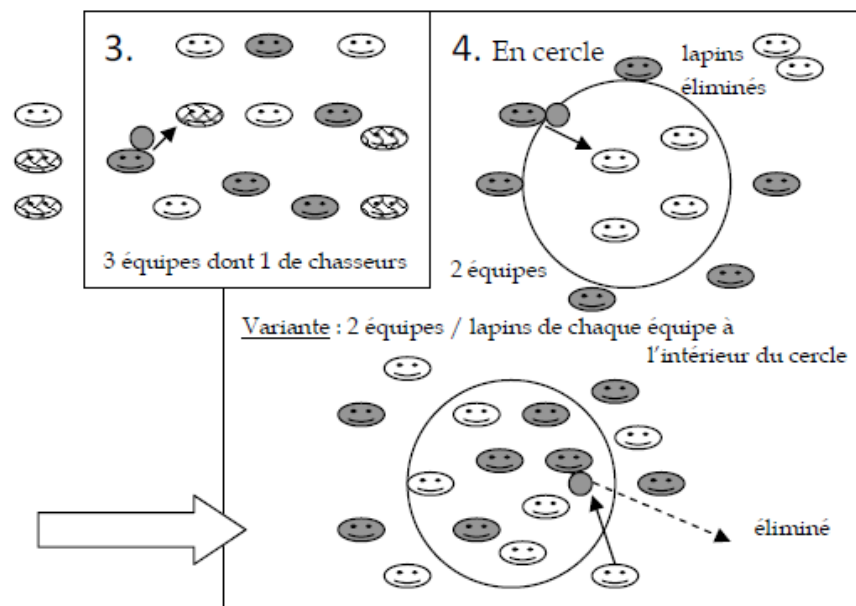 3.
3 équipes dont 1 de chasseurs
4. En cercle
lapins
éliminés
2 équipes
Variante : 2 équipes / lapins de chaque équipe à
l'intérieur du cercle
éliminé